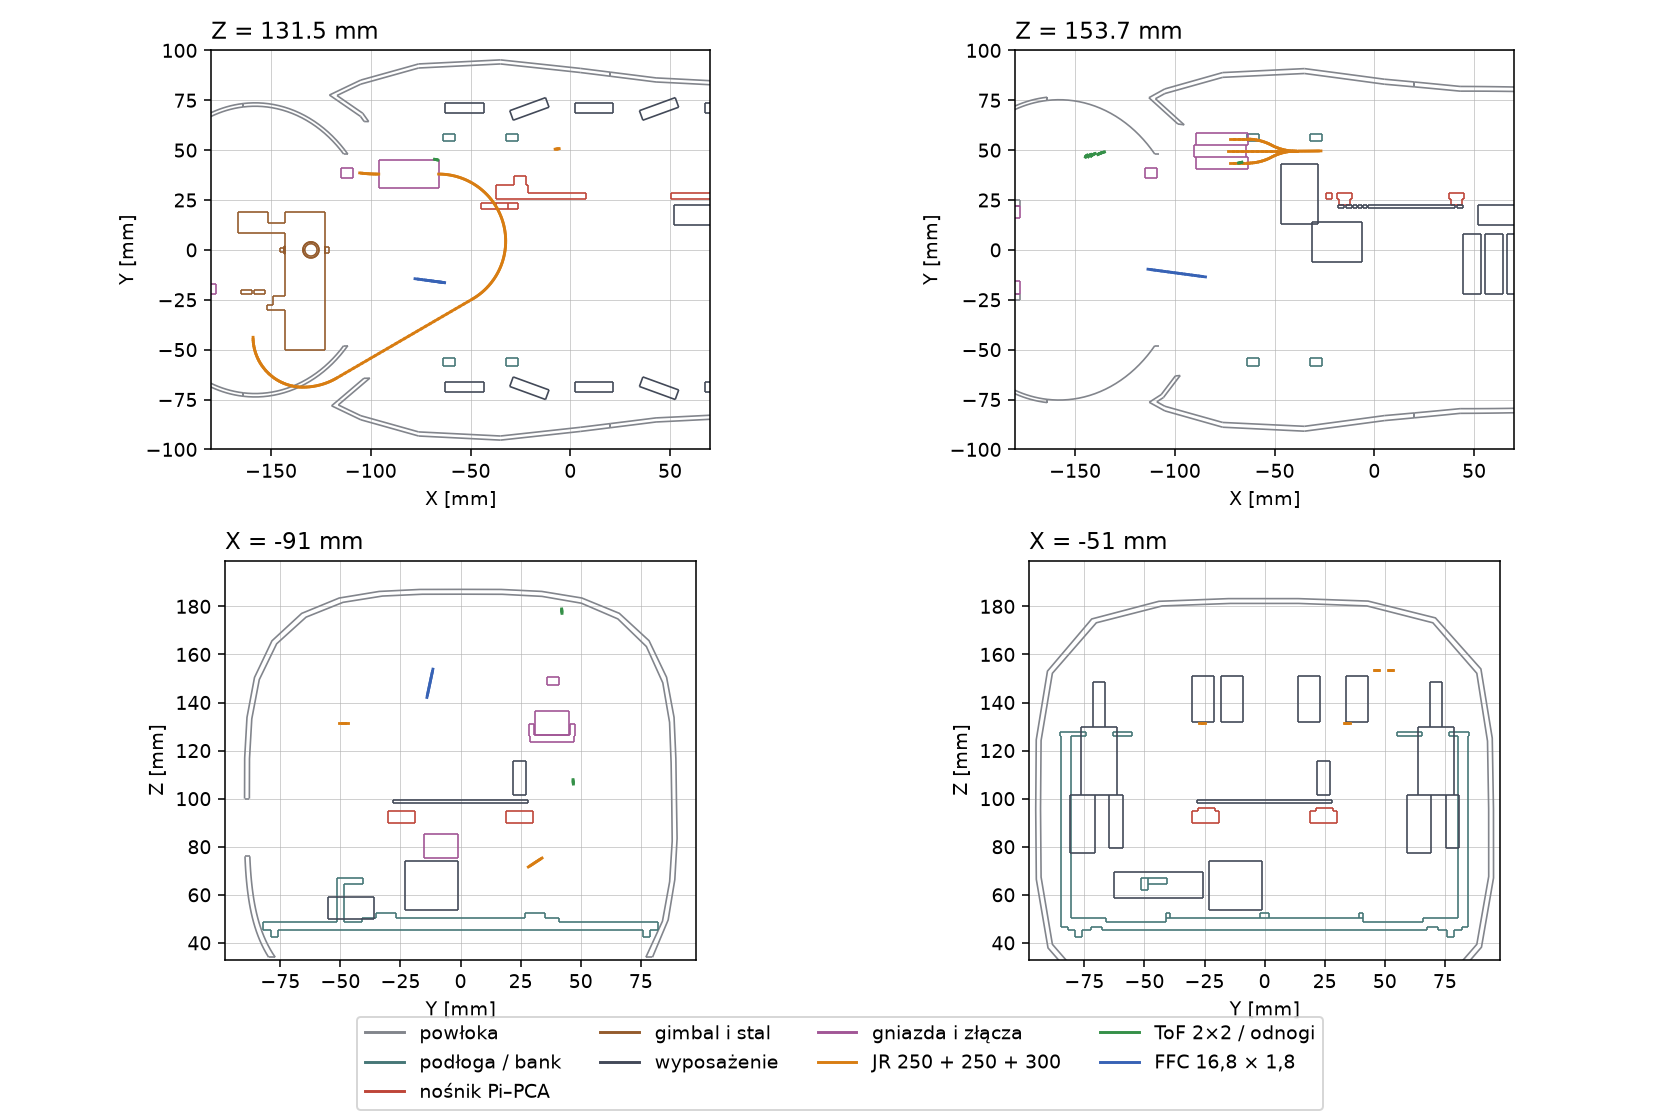 Z = 131.5 mm
100
75
50
25
0
−25
−50
−75
−100
Y [mm]
−150
−100
−50
0
50
X [mm]
Z = 153.7 mm
100
75
50
25
0
−25
−50
−75
−100
Y [mm]
−150
−100
−50
0
50
X [mm]
X = -91 mm
180
160
140
120
100
80
60
40
Z [mm]
−75
−50
−25
0
25
50
75
Y [mm]
X = -51 mm
180
160
140
120
100
80
60
40
Z [mm]
−75
−50
−25
0
25
50
75
Y [mm]
powłoka
podłoga / bank
nośnik Pi–PCA
gimbal i stal
wyposażenie
gniazda i złącza
JR 250 + 250 + 300
ToF 2×2 / odnogi
FFC 16,8 × 1,8